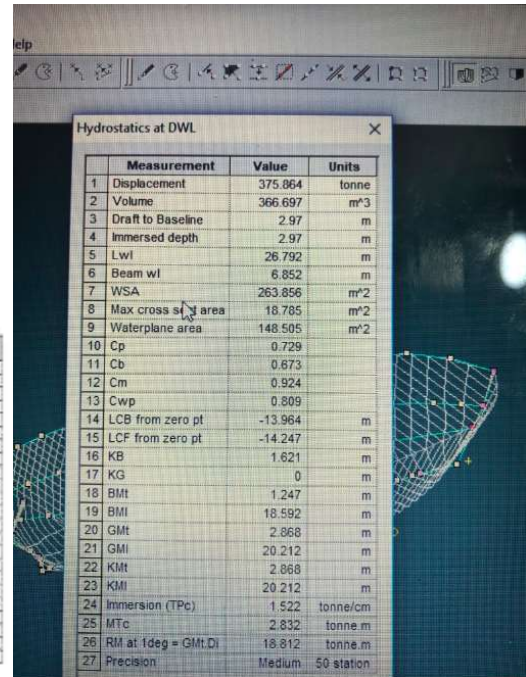 elp
Hydrostatics at DWL
Measurement Value Units
1 Displacement 375.864 tonne
2 Volume 366.697 m^3
3 Draft to Baseline 2.97 m
4 Immersed depth 2.97 m
5 Lwl 26.792 m
6 Beam wl 6.852 m
7 WSA 263.856 m^2
8 Max cross sect area 18.785 m^2
9 Waterplane area 148.505 m^2
10 Cp 0.729
11 Cb 0.673
12 Cm 0.924
13 Cwp 0.809
14 LCB from zero pt -13.964 m
15 LCF from zero pt -14.247 m
16 KB 1.621 m
17 KG 0 m
18 BMt 1.247 m
19 BMl 18.592 m
20 GMt 2.868 m
21 GMl 20.212 m
22 KMt 2.868 m
23 KMl 20.212 m
24 Immersion (TPc) 1.522 tonne/cm
25 MTc 2.832 tonne.m
26 RM at 1deg = GMt.Di 18.812 tonne.m
27 Precision Medium 50 station